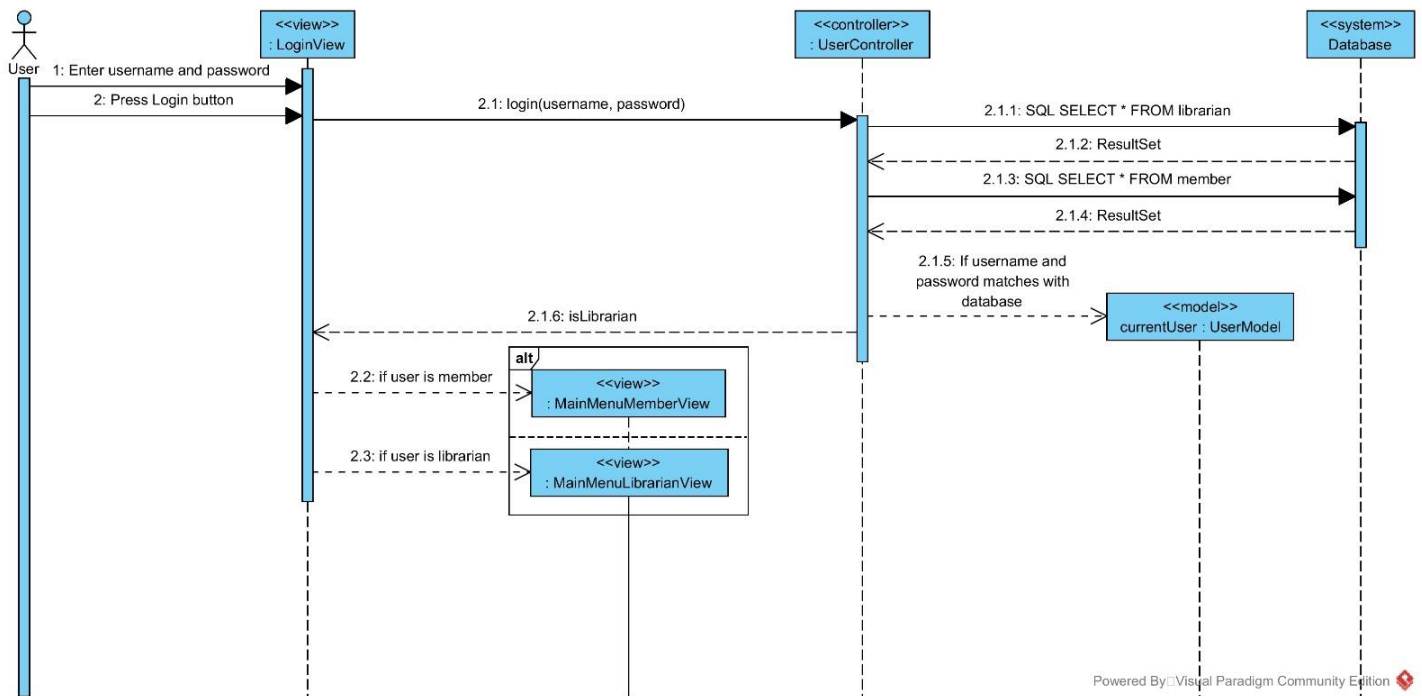 <<view>>
: LoginView
<<controller>>
: UserController
<<system>>
Database
User
1: Enter username and password
2: Press Login button
2.1: login(username, password)
2.1.1: SQL SELECT * FROM librarian
2.1.2: ResultSet
2.1.3: SQL SELECT * FROM member
2.1.4: ResultSet
2.1.5: If username and
password matches with
database
<<model>>
currentUser : UserModel
2.1.6: isLibrarian
alt
2.2: if user is member
<<view>>
: MainMenuMemberView
2.3: if user is librarian
<<view>>
: MainMenuLibrarianView
Powered By□Visual Paradigm Community Edition